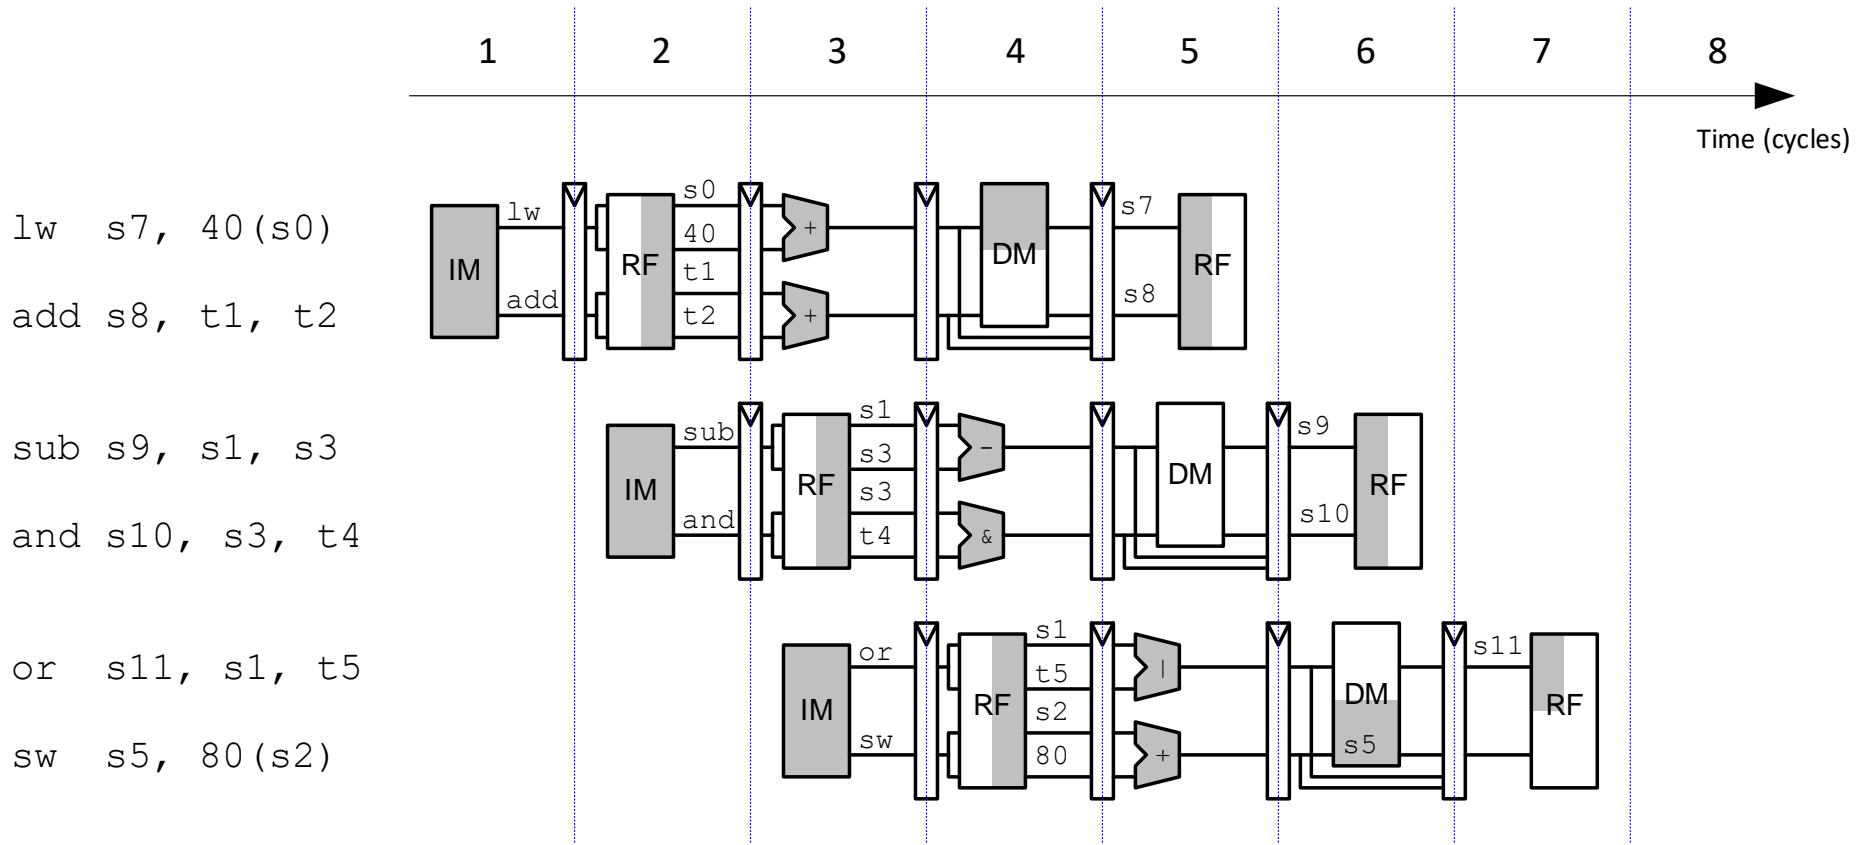 1 2 3 4 5 6 7 8
Time (cycles)
lw s7, 40(s0)
add s8, t1, t2
IM
lw
add
RF
s0
40
t1
t2
+
+
DM
s7
s8
RF
sub s9, s1, s3
and s10, s3, t4
IM
sub
and
RF
s1
s3
s3
t4
-
&
DM
s9
s10
RF
or s11, s1, t5
sw s5, 80(s2)
IM
or
sw
RF
s1
t5
s2
80
|
+
DM
s5
s11
RF